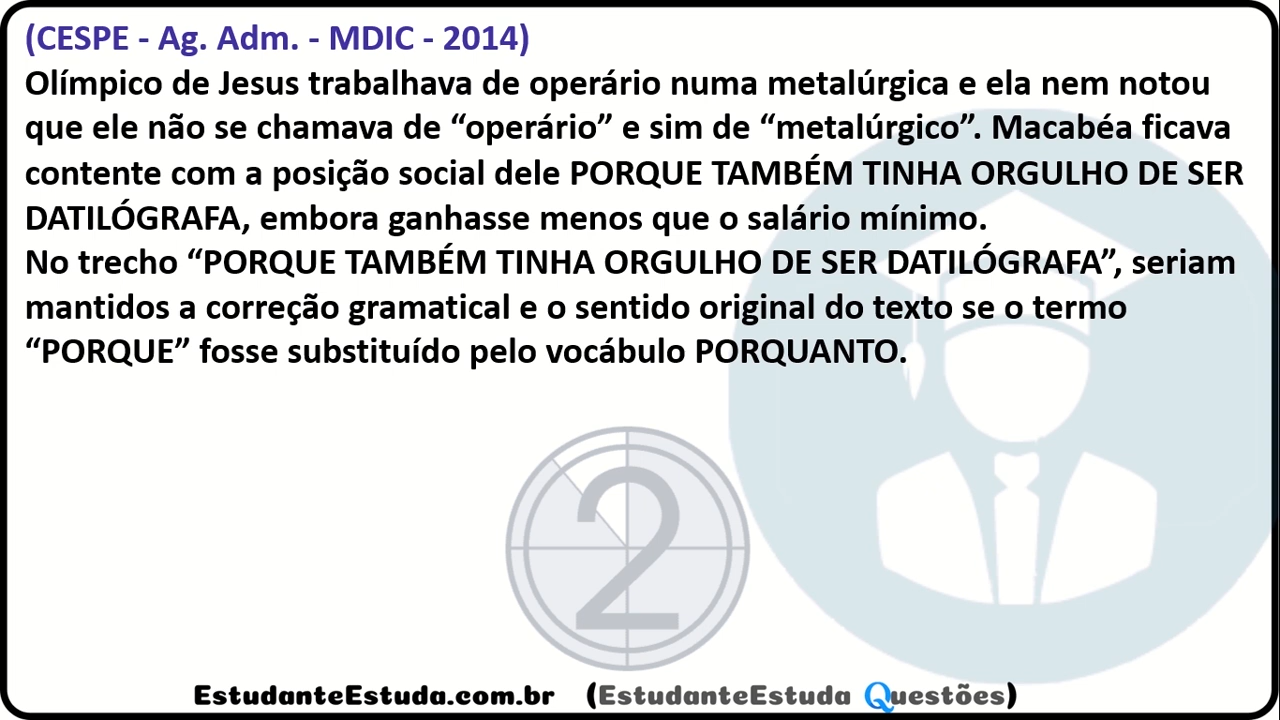 (CESPE - Ag. Adm. - MDIC - 2014)
Olímpico de Jesus trabalhava de operário numa metalúrgica e ela nem notou
que ele não se chamava de “operário” e sim de “metalúrgico”. Macabéa ficava
contente com a posição social dele PORQUE TAMBÉM TINHA ORGULHO DE SER
DATILÓGRAFA, embora ganhasse menos que o salário mínimo.
No trecho “PORQUE TAMBÉM TINHA ORGULHO DE SER DATILÓGRAFA”, seriam
mantidos a correção gramatical e o sentido original do texto se o termo
“PORQUE” fosse substituído pelo vocábulo PORQUANTO.
2
EstudanteEstuda.com.br (EstudanteEstuda Questões)